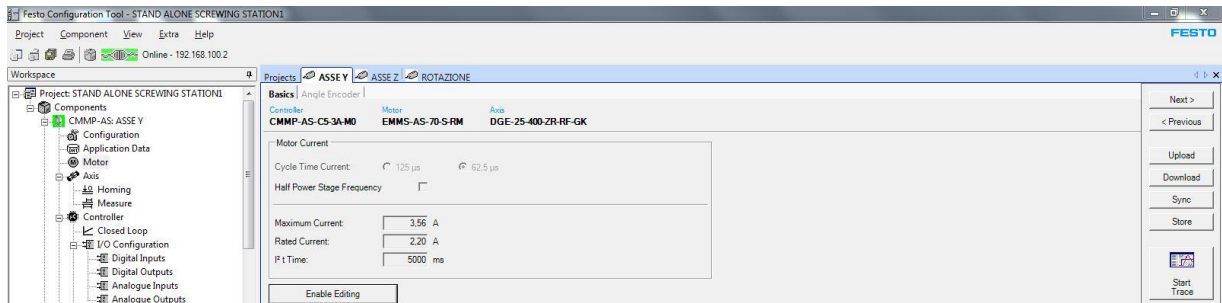 Festo Configuration Tool - STAND ALONE SCREWING STATION1
Project Component View Extra Help
FESTO
Online - 192.168.100.2
Workspace
Projects ASSE Y ASSE Z ROTAZIONE
Project: STAND ALONE SCREWING STATION1
Components
CMMP-AS: ASSE Y
Configuration
Application Data
Motor
Axis
Homing
Measure
Controller
Closed Loop
I/O Configuration
Digital Inputs
Digital Outputs
Analogue Inputs
Analogue Outputs
Basics Angle Encoder
Controller Motor Axis
CMMP-AS-C5-3A-M0 EMMS-AS-70-S-RM DGE-25-400-ZR-RF-GK
Motor Current
Cycle Time Current: 125 µs 62.5 µs
Half Power Stage Frequency
Maximum Current: 3,56 A
Rated Current: 2,20 A
I² t Time: 5000 ms
Enable Editing
Next >
< Previous
Upload
Download
Sync
Store
Start
Trace